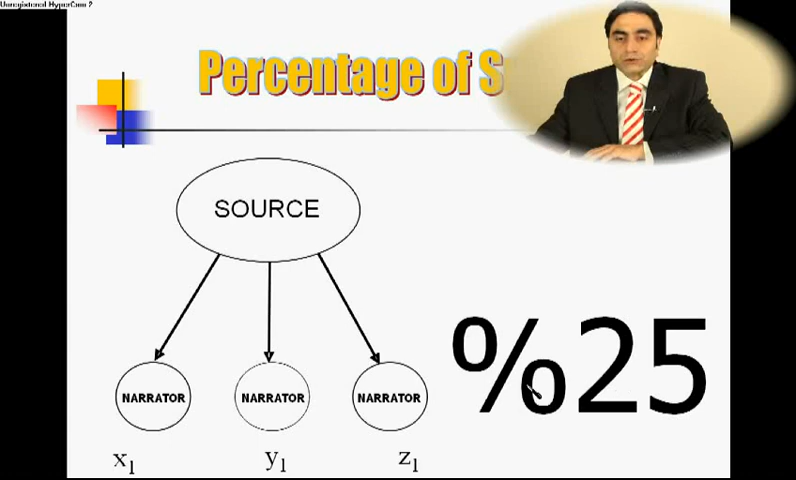 Unregistered HyperCam 2
Percentage of S
SOURCE
NARRATOR NARRATOR NARRATOR
%25
x1 y1 z1